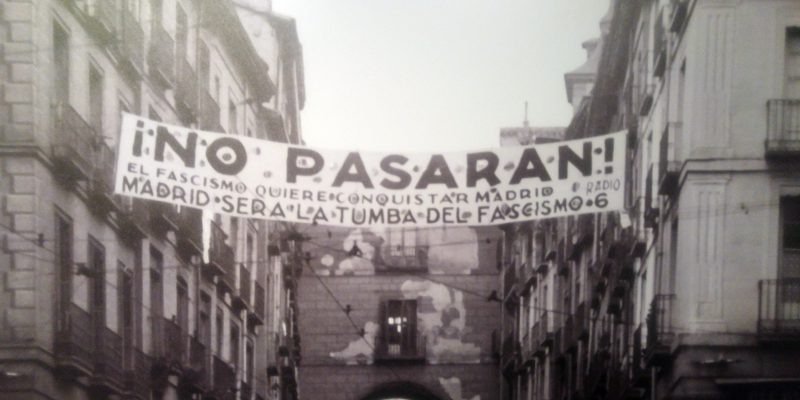 ¡NO PASARAN!
EL FASCISMO QUIERE CONQUISTAR MADRID
MADRID·SERA·LA·TUMBA·DEL·FASCISMO·
P·RADIO
6